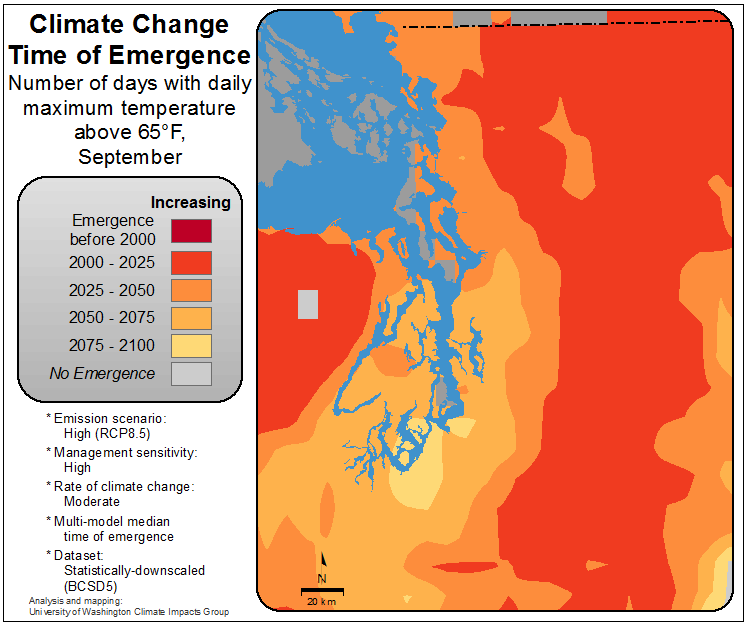 Climate Change
Time of Emergence
Number of days with daily
maximum temperature
above 65°F,
September
Increasing
Emergence
before 2000
2000 - 2025
2025 - 2050
2050 - 2075
2075 - 2100
No Emergence
* Emission scenario:
High (RCP8.5)
* Management sensitivity:
High
* Rate of climate change:
Moderate
* Multi-model median
time of emergence
* Dataset:
Statistically-downscaled
(BCSD5)
Analysis and mapping:
University of Washington Climate Impacts Group
N
20 km